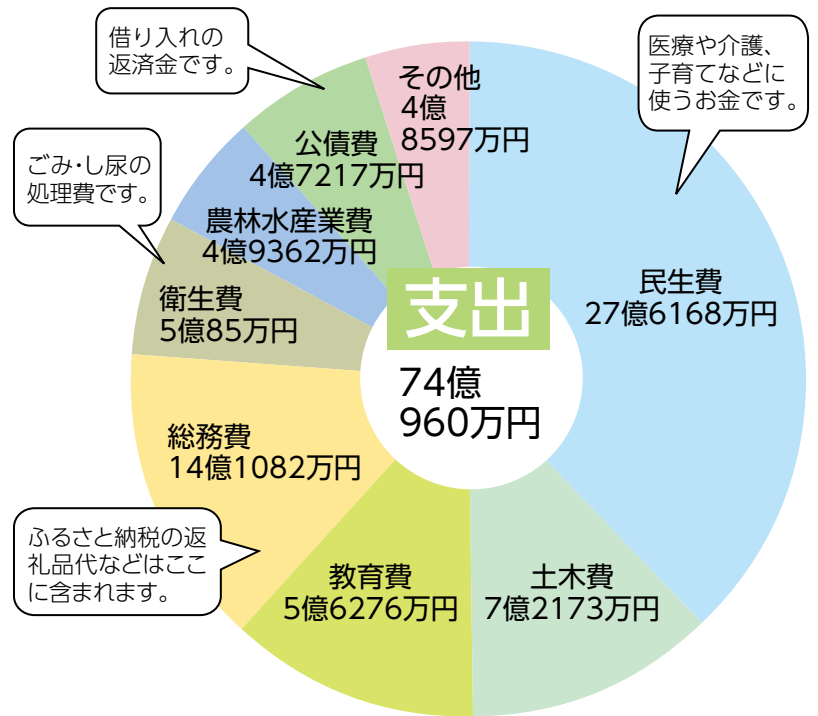 借り入れの
返済金です。
医療や介護、
子育てなどに
使うお金です。
ごみ・し尿の
処理費です。
ふるさと納税の返
礼品代などはここ
に含まれます。
支出
74億
960万円
民生費
27億6168万円
土木費
7億2173万円
教育費
5億6276万円
総務費
14億1082万円
衛生費
5億85万円
農林水産業費
4億9362万円
公債費
4億7217万円
その他
4億
8597万円